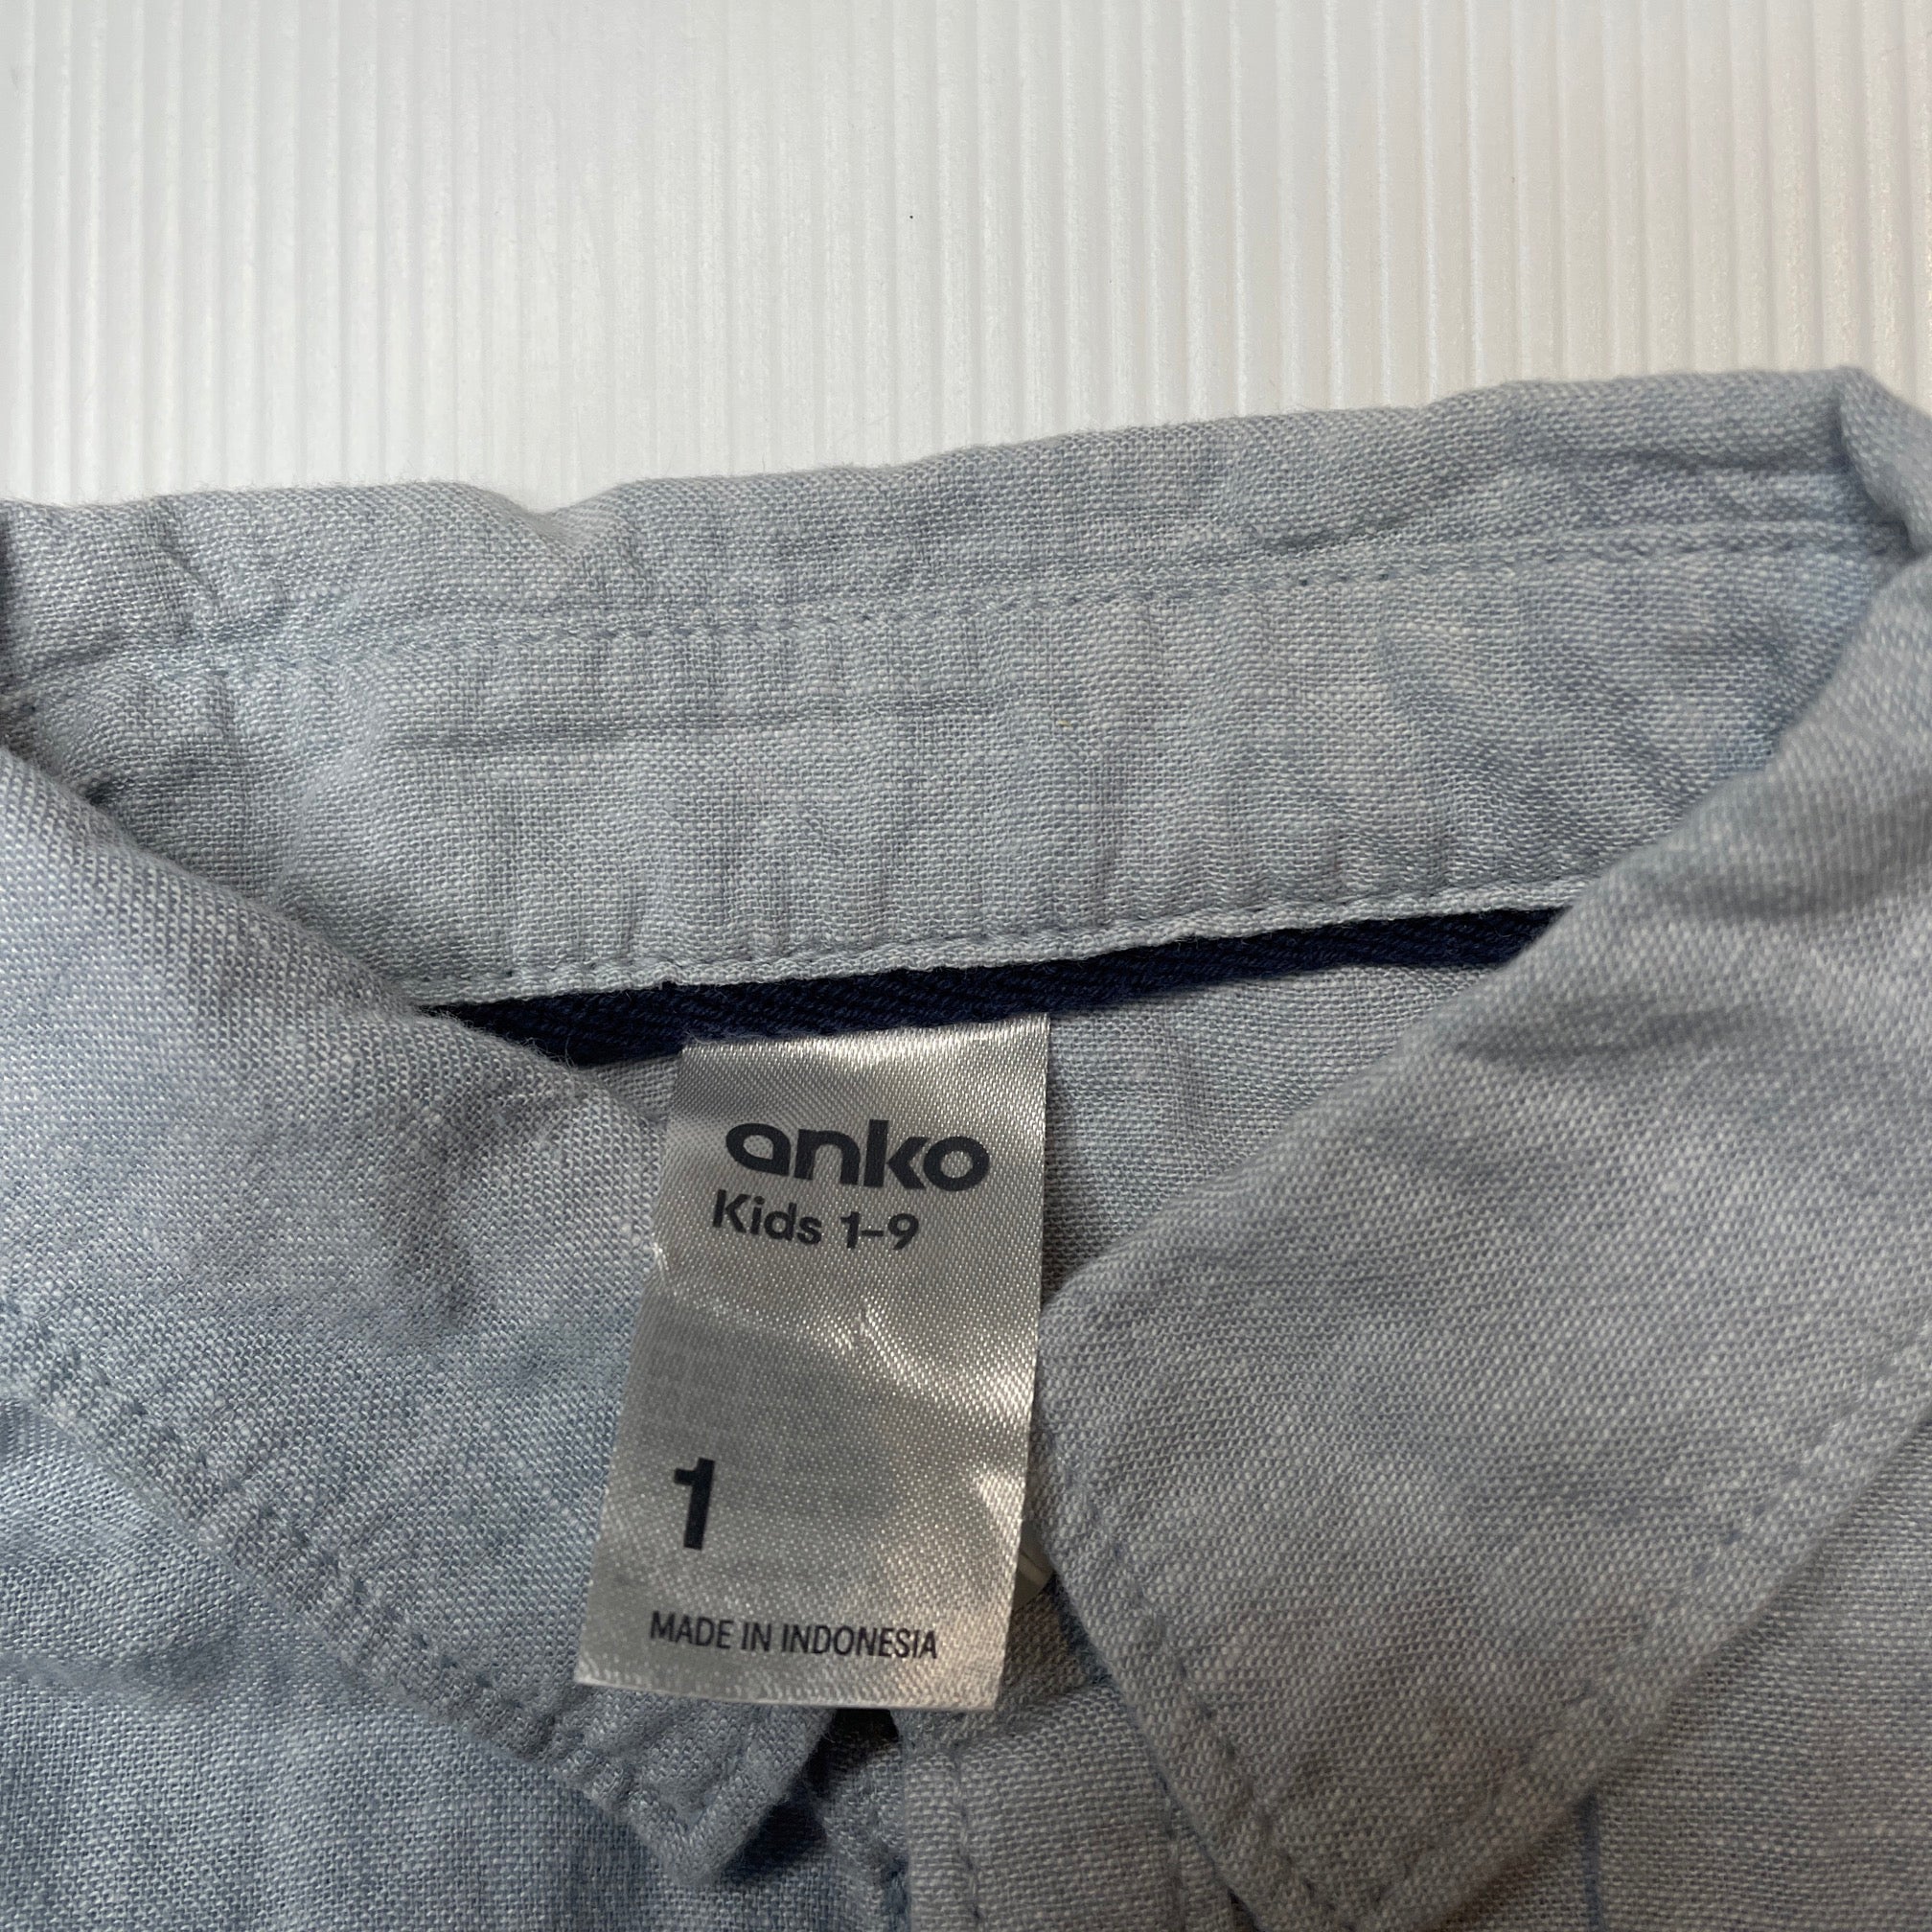 anko
Kids 1-9
1
MADE IN INDONESIA